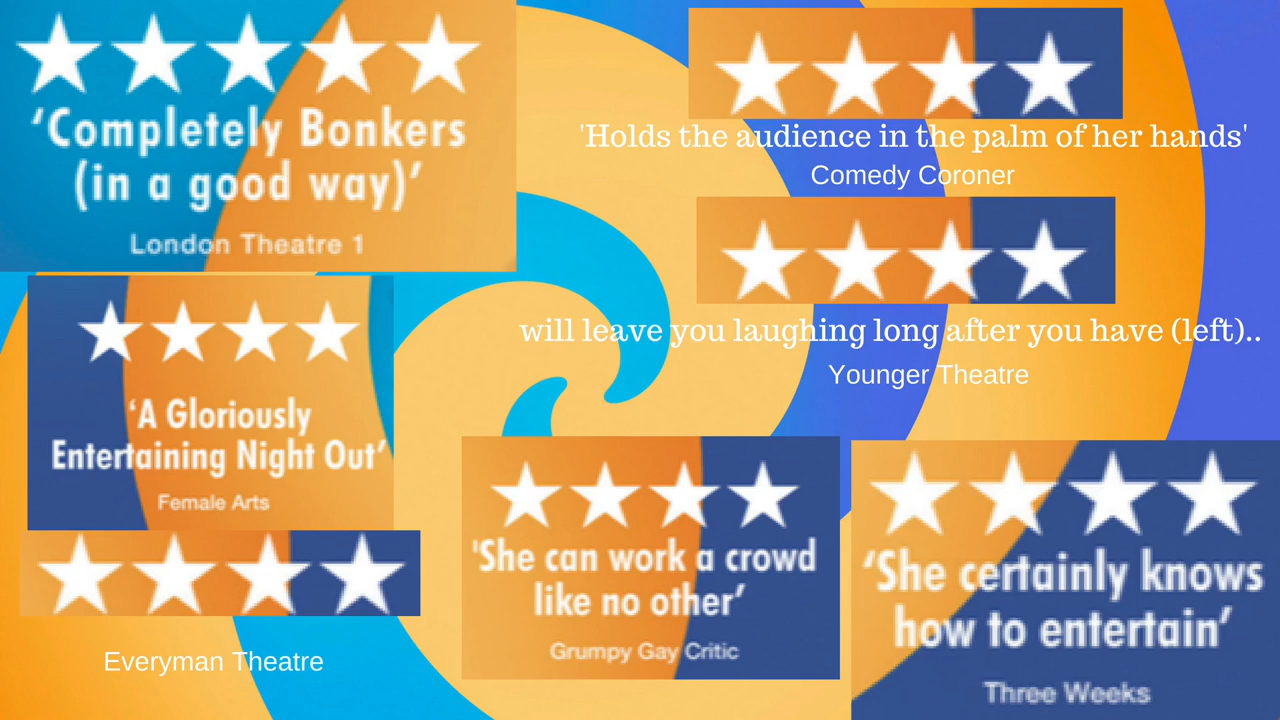 ‘Completely Bonkers
(in a good way)’
London Theatre 1
'Holds the audience in the palm of her hands'
Comedy Coroner
will leave you laughing long after you have (left)..
Younger Theatre
‘A Gloriously
Entertaining Night Out’
Female Arts
Everyman Theatre
'She can work a crowd
like no other’
Grumpy Gay Critic
‘She certainly knows
how to entertain’
Three Weeks